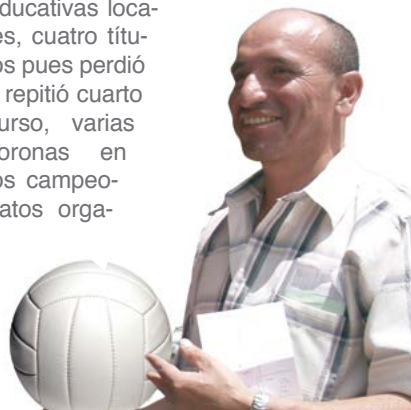 ducativas loca-
es, cuatro títu-
os pues perdió
repitió cuarto
urso, varias
oronas en
os campeo-
atos orga-